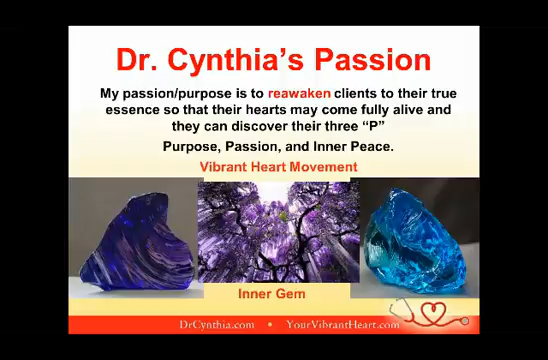 Dr. Cynthia's Passion
My passion/purpose is to reawaken clients to their true
essence so that their hearts may come fully alive and
they can discover their three "P"
Purpose, Passion, and Inner Peace.
Vibrant Heart Movement
Inner Gem
DrCynthia.com • YourVibrantHeart.com